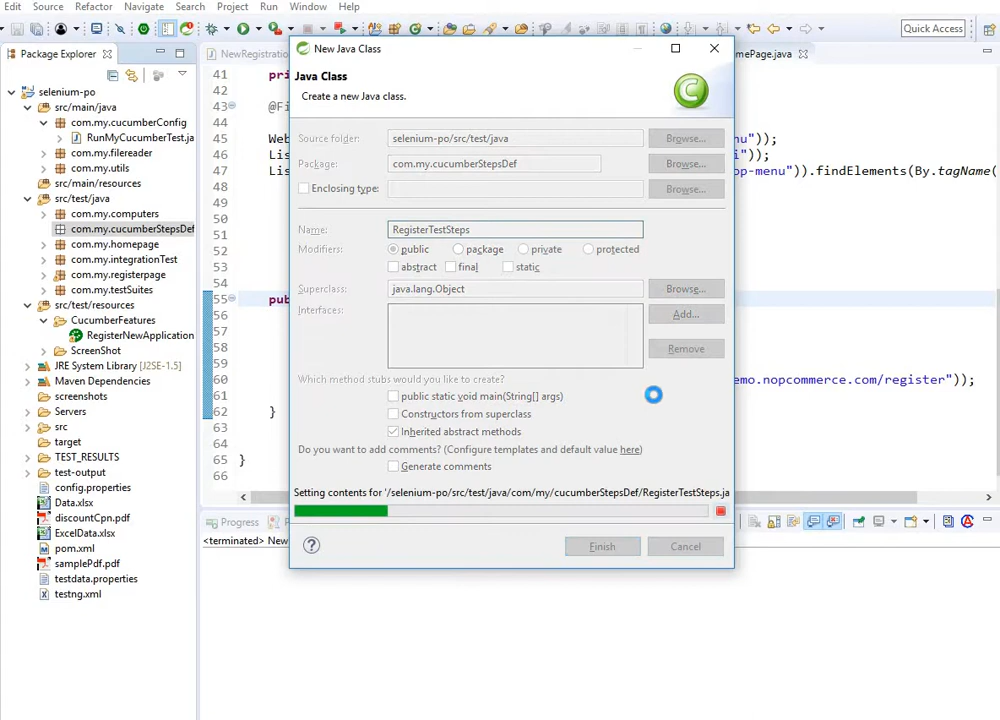 Edit Source Refactor Navigate Search Project Run Window Help
Quick Access
Package Explorer
selenium-po
src/main/java
com.my.cucumberConfig
RunMyCucumberTest.ja
com.my.filereader
com.my.utils
src/main/resources
src/test/java
com.my.computers
com.my.cucumberStepsDef
com.my.homepage
com.my.integrationTest
com.my.registerpage
com.my.testSuites
src/test/resources
CucumberFeatures
RegisterNewApplication
ScreenShot
JRE System Library [J2SE-1.5]
Maven Dependencies
screenshots
Servers
src
target
TEST_RESULTS
test-output
config.properties
Data.xlsx
discountCpn.pdf
ExcelData.xlsx
pom.xml
samplePdf.pdf
testdata.properties
testng.xml
NewRegistration
mePage.java
41 pri
42
43 @F
44
45 Web nu"));
46 Lis i"));
47 Lis op-menu")).findElements(By.tagName(
48
49
50
51
52
53
54
55 pub
56
57
58
59
60 emo.nopcommerce.com/register"));
61
62 }
63
64
65 }
66
Progress
<terminated> New
New Java Class
Java Class
Create a new Java class.
Source folder: selenium-po/src/test/java Browse...
Package: com.my.cucumberStepsDef Browse...
Enclosing type: Browse...
Name: RegisterTestSteps
Modifiers: public package private protected
abstract final static
Superclass: java.lang.Object Browse...
Interfaces: Add...
Remove
Which method stubs would you like to create?
public static void main(String[] args)
Constructors from superclass
Inherited abstract methods
Do you want to add comments? (Configure templates and default value here)
Generate comments
Setting contents for '/selenium-po/src/test/java/com/my/cucumberStepsDef/RegisterTestSteps.ja
Finish Cancel